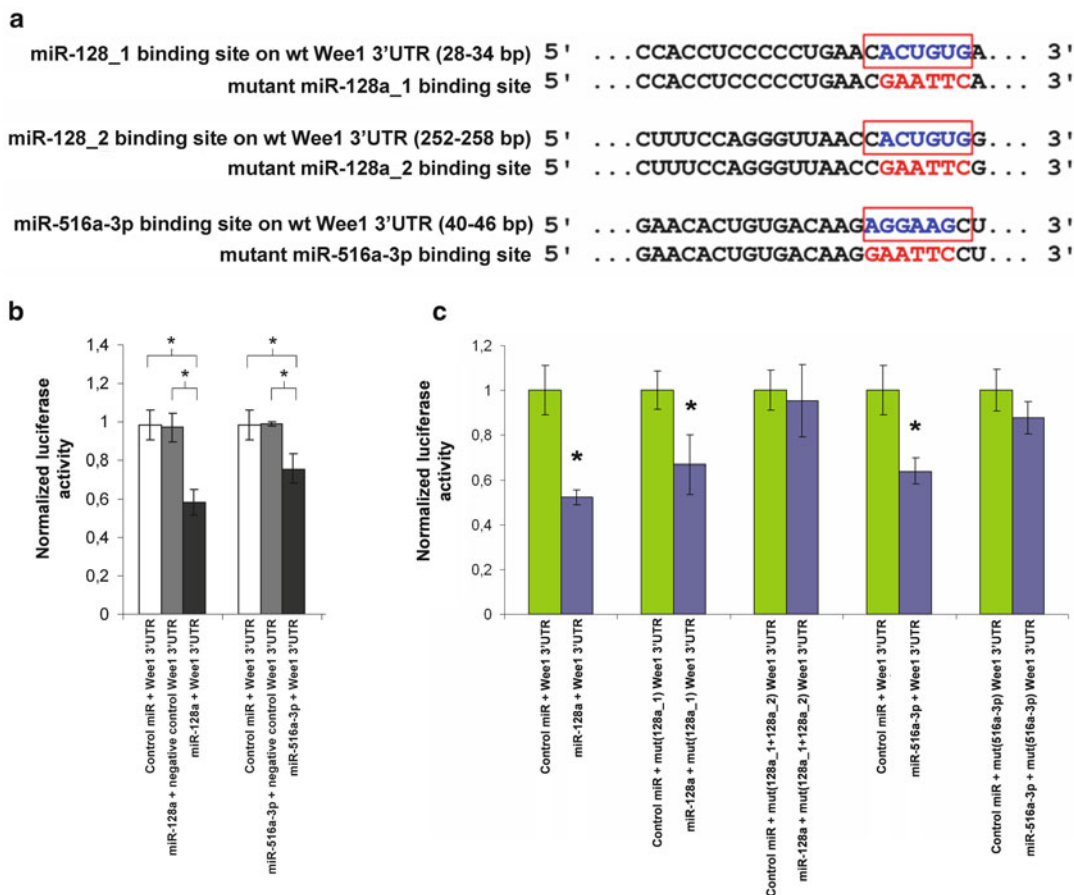 a
miR-128_1 binding site on wt Wee1 3'UTR (28-34 bp) 5' ...CCACCUCCCCCUGAACACUGUGA... 3'
mutant miR-128a_1 binding site 5' ...CCACCUCCCCCUGAACGAATTCA... 3'
miR-128_2 binding site on wt Wee1 3'UTR (252-258 bp) 5' ...CUUUCCAGGGUUAACCACUGUGG... 3'
mutant miR-128a_2 binding site 5' ...CUUUCCAGGGUUAACCGAATTCG... 3'
miR-516a-3p binding site on wt Wee1 3'UTR (40-46 bp) 5' ...GAACACUGUGACAAGAGGAAGCU... 3'
mutant miR-516a-3p binding site 5' ...GAACACUGUGACAAGGAATTCCU... 3'
b
Normalized luciferase
activity
1,4
1,2
1
0,8
0,6
0,4
0,2
0
*
*
*
*
Control miR + Wee1 3'UTR
miR-128a + negative control Wee1 3'UTR
miR-128a + Wee1 3'UTR
Control miR + Wee1 3'UTR
miR-516a-3p + negative control Wee1 3'UTR
miR-516a-3p + Wee1 3'UTR
c
Normalized luciferase
activity
1,2
1
0,8
0,6
0,4
0,2
0
*
*
*
Control miR + Wee1 3'UTR
miR-128a + Wee1 3'UTR
Control miR + mut(128a_1) Wee1 3'UTR
miR-128a + mut(128a_1) Wee1 3'UTR
Control miR + mut(128a_1+128a_2) Wee1 3'UTR
miR-128a + mut(128a_1+128a_2) Wee1 3'UTR
Control miR + Wee1 3'UTR
miR-516a-3p + Wee1 3'UTR
Control miR + mut(516a-3p) Wee1 3'UTR
miR-516a-3p + mut(516a-3p) Wee1 3'UTR